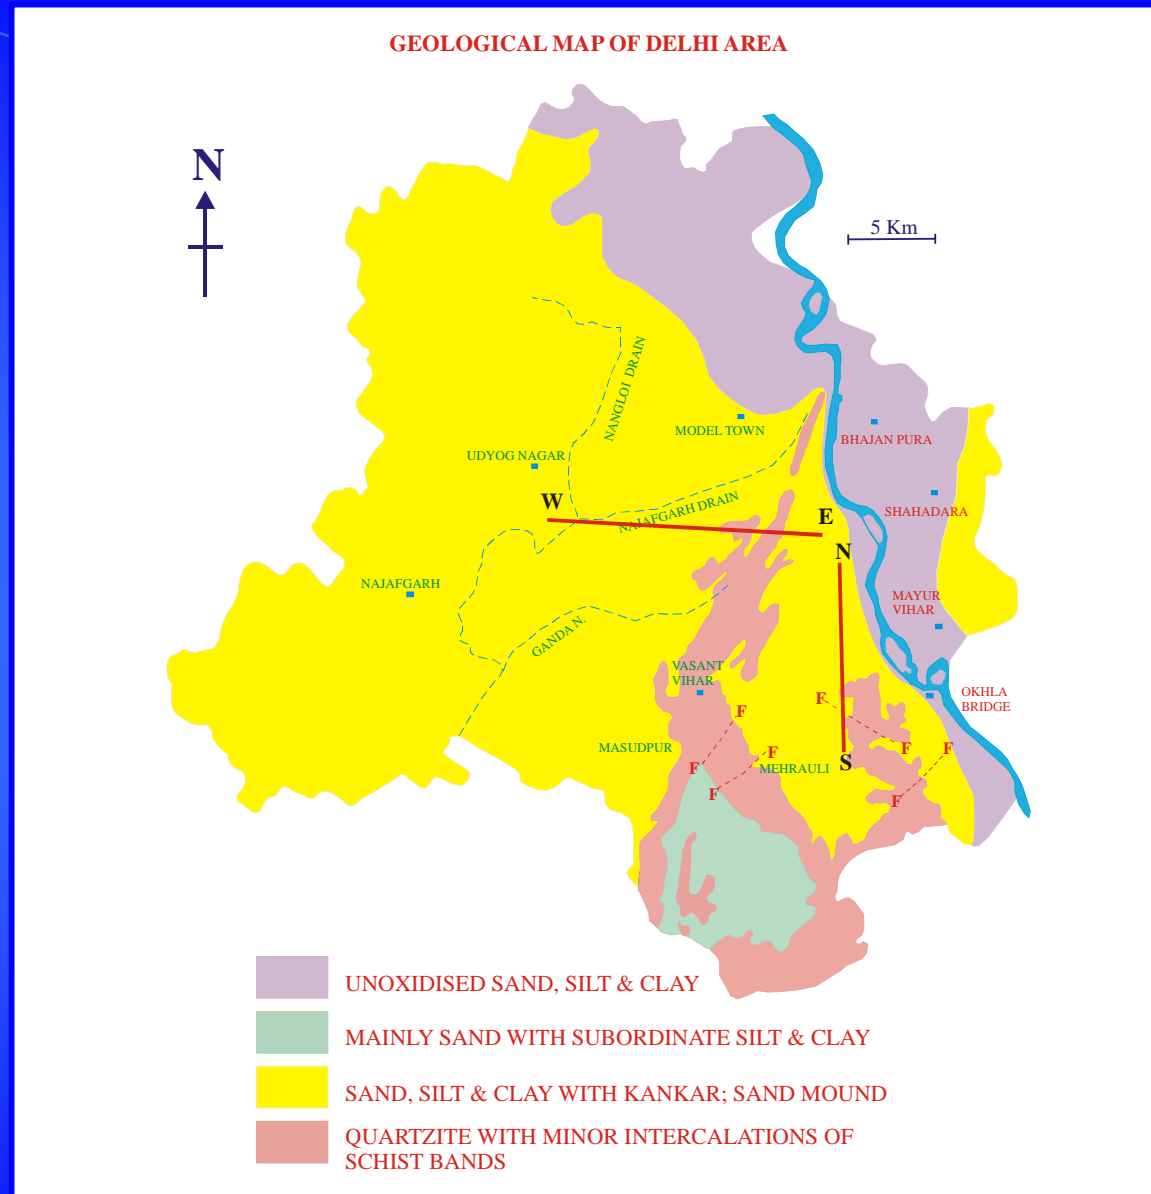 GEOLOGICAL MAP OF DELHI AREA
N
5 Km
NANGLOI DRAIN
MODEL TOWN
BHAJAN PURA
UDYOG NAGAR
W
NAJAFGARH DRAIN
SHAHADARA
E
N
NAJAFGARH
MAYUR
VIHAR
GANDA N.
VASANT
VIHAR
OKHLA
BRIDGE
F
F
MASUDPUR
F
F
F
F
MEHRAULI
S
F
F
UNOXIDISED SAND, SILT & CLAY
MAINLY SAND WITH SUBORDINATE SILT & CLAY
SAND, SILT & CLAY WITH KANKAR; SAND MOUND
QUARTZITE WITH MINOR INTERCALATIONS OF
SCHIST BANDS